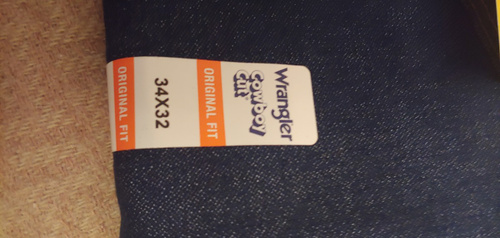 Wrangler
Cowboy
Cut
ORIGINAL FIT
34X32
ORIGINAL FIT